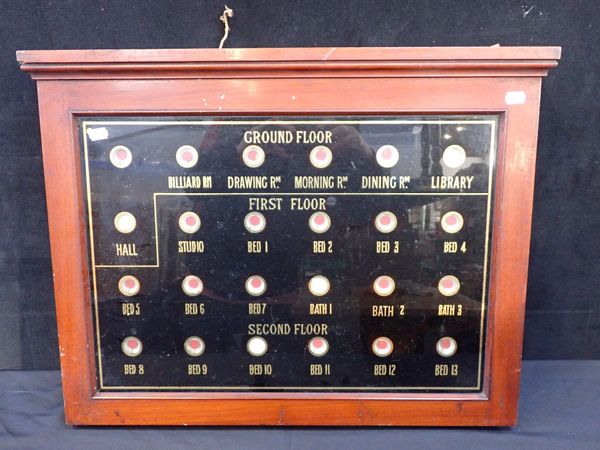 GROUND FLOOR
BILLIARD RM DRAWING RM MORNING RM DINING RM LIBRARY
FIRST FLOOR
HALL STUDIO BED 1 BED 2 BED 3 BED 4
BED 5 BED 6 BED 7 BATH 1 BATH 2 BATH 3
SECOND FLOOR
BED 8 BED 9 BED 10 BED 11 BED 12 BED 13